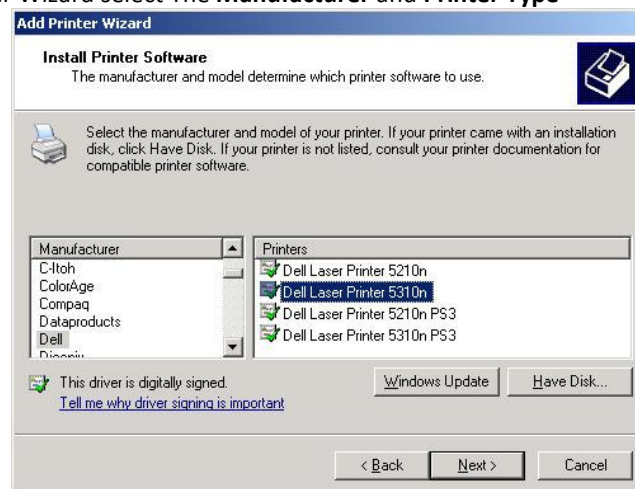 r Wizard select The Manufacturer and Printer Type
Add Printer Wizard
Install Printer Software
The manufacturer and model determine which printer software to use.
Select the manufacturer and model of your printer. If your printer came with an installation
disk, click Have Disk. If your printer is not listed, consult your printer documentation for
compatible printer software.
Manufacturer
C-Itoh
ColorAge
Compaq
Dataproducts
Dell
Printers
Dell Laser Printer 5210n
Dell Laser Printer 5310n
Dell Laser Printer 5210n PS3
Dell Laser Printer 5310n PS3
This driver is digitally signed.
Tell me why driver signing is important
Windows Update
Have Disk...
< Back
Next >
Cancel